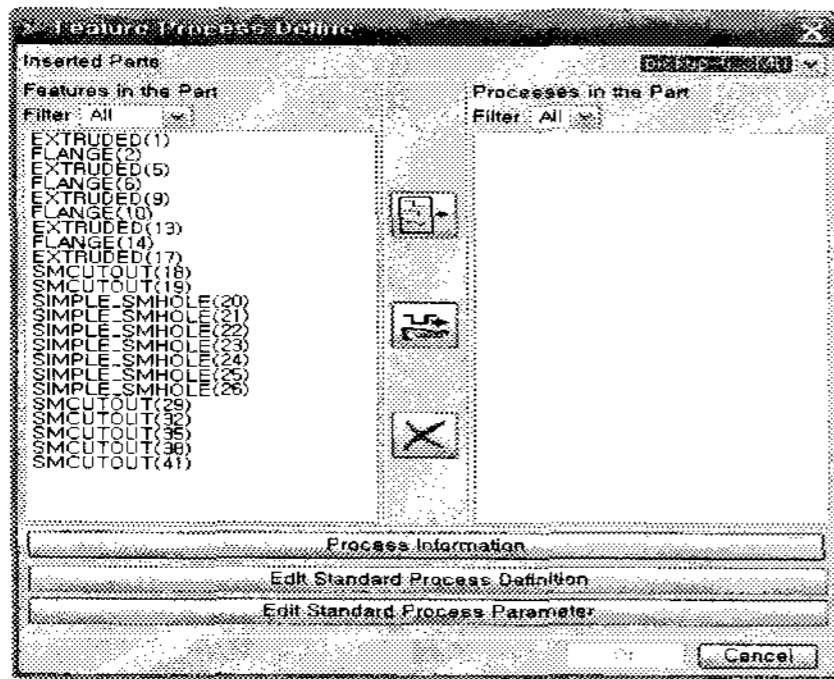 Feature Process Define
Inserted Parts
Features in the Part
Filter All
EXTRUDED(1)
FLANGE(2)
EXTRUDED(5)
FLANGE(6)
EXTRUDED(9)
FLANGE(10)
EXTRUDED(13)
FLANGE(14)
EXTRUDED(17)
SMCUTOUT(18)
SMCUTOUT(19)
SIMPLE_SMHOLE(20)
SIMPLE_SMHOLE(21)
SIMPLE_SMHOLE(22)
SIMPLE_SMHOLE(23)
SIMPLE_SMHOLE(24)
SIMPLE_SMHOLE(25)
SIMPLE_SMHOLE(26)
SMCUTOUT(29)
SMCUTOUT(32)
SMCUTOUT(35)
SMCUTOUT(38)
SMCUTOUT(41)
Processes in the Part
Filter All
Process Information
Edit Standard Process Definition
Edit Standard Process Parameter
Cancel